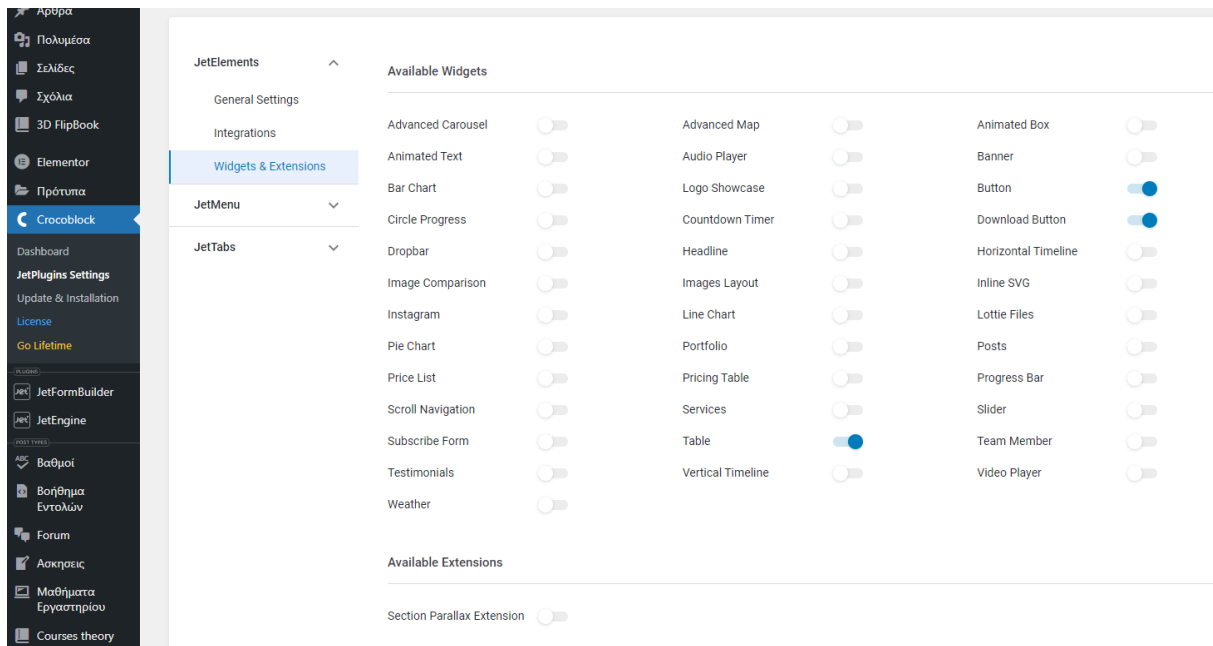 Άρθρα
Πολυμέσα
Σελίδες
Σχόλια
3D FlipBook
Elementor
Πρότυπα
Crocoblock
Dashboard
JetPlugins Settings
Update & Installation
License
Go Lifetime
PLUGINS
Jet JetFormBuilder
Jet JetEngine
POST TYPES
ABC Βαθμοί
Βοήθημα
Εντολών
Forum
Ασκησεις
Μαθήματα
Εργαστηρίου
Courses theory
JetElements
General Settings
Integrations
Widgets & Extensions
JetMenu
JetTabs
Available Widgets
Advanced Carousel Advanced Map Animated Box
Animated Text Audio Player Banner
Bar Chart Logo Showcase Button
Circle Progress Countdown Timer Download Button
Dropbar Headline Horizontal Timeline
Image Comparison Images Layout Inline SVG
Instagram Line Chart Lottie Files
Pie Chart Portfolio Posts
Price List Pricing Table Progress Bar
Scroll Navigation Services Slider
Subscribe Form Table Team Member
Testimonials Vertical Timeline Video Player
Weather
Available Extensions
Section Parallax Extension